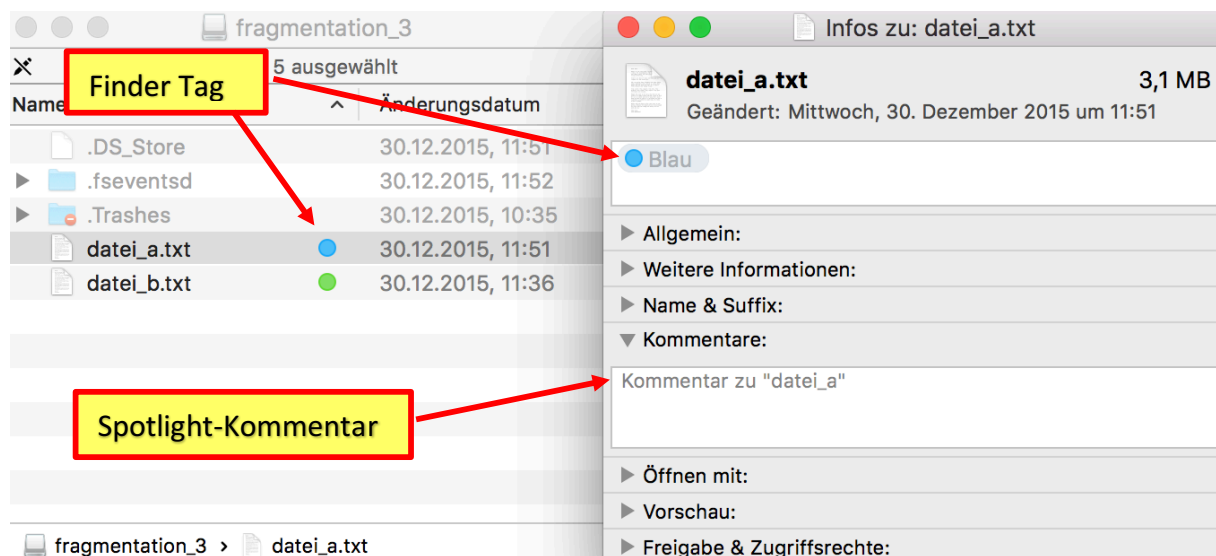 fragmentation_3
5 ausgewählt
Name
Änderungsdatum
.DS_Store 30.12.2015, 11:51
.fseventsd 30.12.2015, 11:52
.Trashes 30.12.2015, 10:35
datei_a.txt 30.12.2015, 11:51
datei_b.txt 30.12.2015, 11:36
Finder Tag
Spotlight-Kommentar
fragmentation_3 › datei_a.txt
Infos zu: datei_a.txt
datei_a.txt 3,1 MB
Geändert: Mittwoch, 30. Dezember 2015 um 11:51
Blau
Allgemein:
Weitere Informationen:
Name & Suffix:
Kommentare:
Kommentar zu "datei_a"
Öffnen mit:
Vorschau:
Freigabe & Zugriffsrechte: